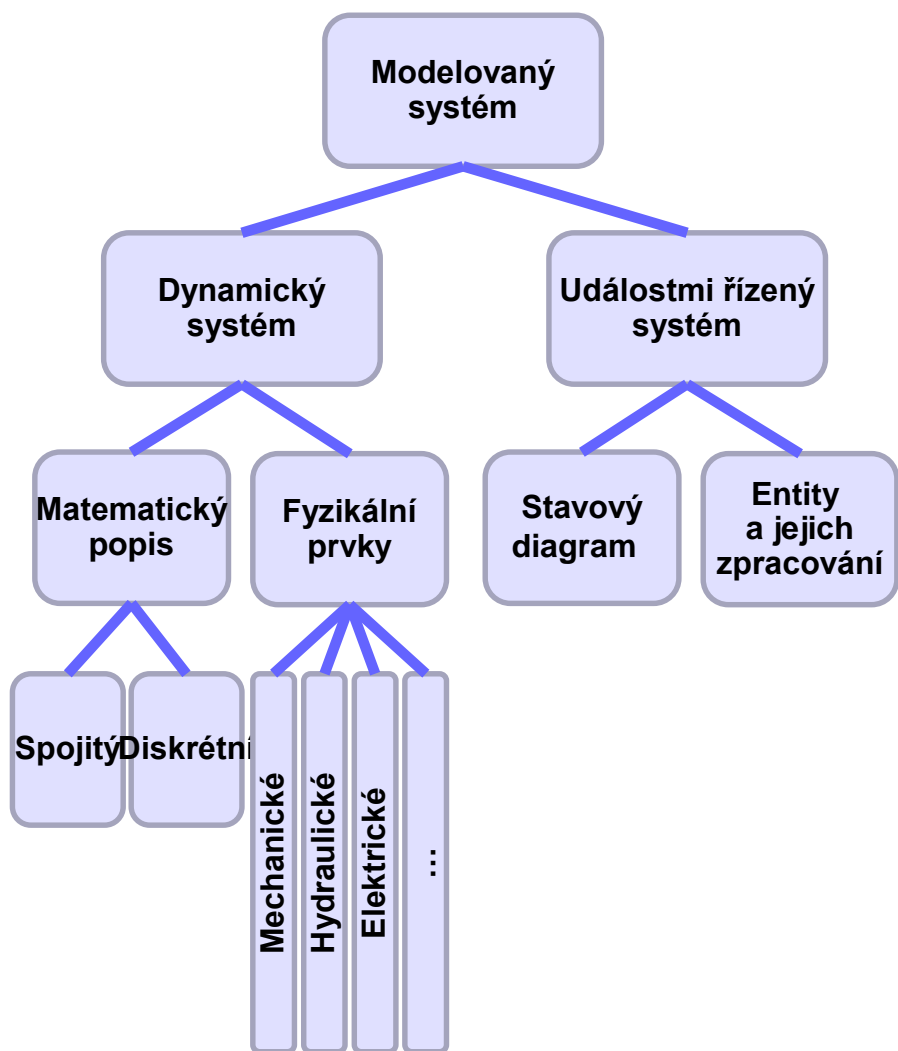 Modelovaný
systém
Dynamický
systém
Událostmi řízený
systém
Matematický
popis
Fyzikální
prvky
Stavový
diagram
Entity
a jejich
zpracování
Spojitý
Diskrétní
Mechanické
Hydraulické
Elektrické
...